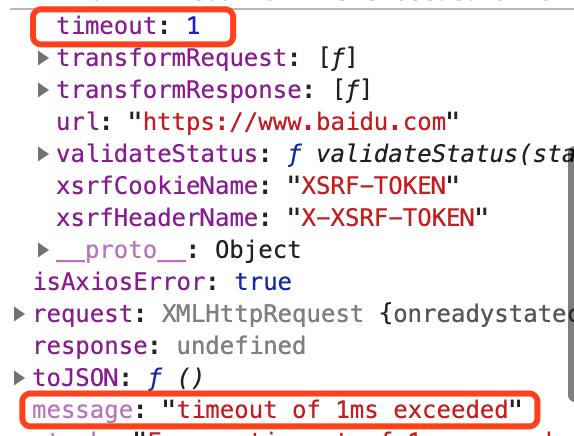 timeout: 1
▶ transformRequest: [ƒ]
▶ transformResponse: [ƒ]
url: "https://www.baidu.com"
▶ validateStatus: ƒ validateStatus(sta
xsrfCookieName: "XSRF-TOKEN"
xsrfHeaderName: "X-XSRF-TOKEN"
▶ __proto__: Object
isAxiosError: true
▶ request: XMLHttpRequest {onreadystatec
response: undefined
▶ toJSON: ƒ ()
message: "timeout of 1ms exceeded"